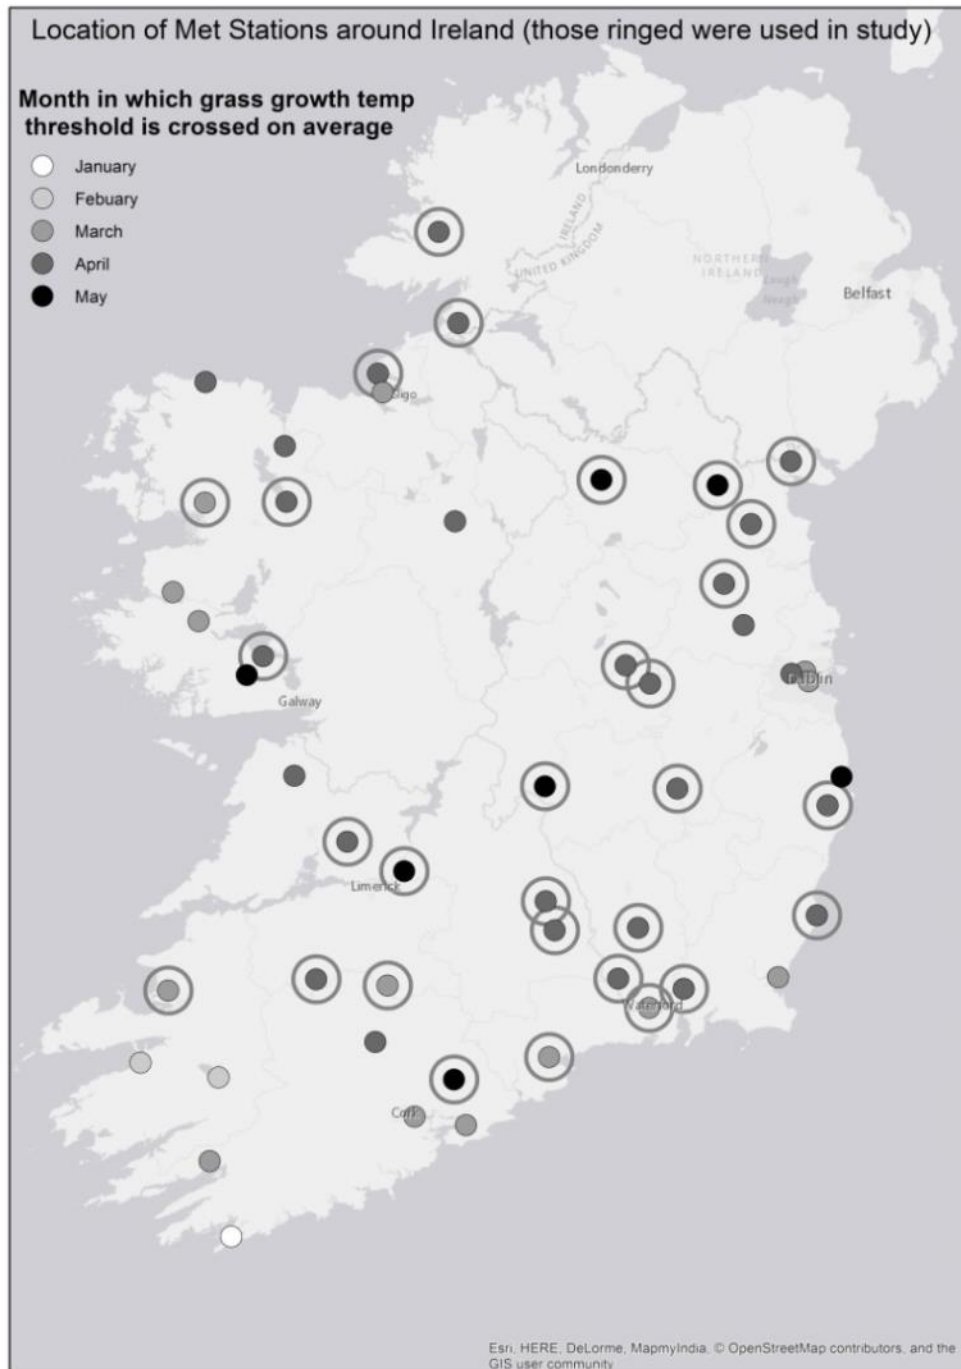 Location of Met Stations around Ireland (those ringed were used in study)
Month in which grass growth temp
threshold is crossed on average
January
Febuary
March
April
May
Londonderry
IRELAND
UNITED KINGDOM
NORTHERN
IRELAND
Lough
Neagh
Belfast
Sligo
Dublin
Galway
Limerick
Waterford
Cork
Esri, HERE, DeLorme, MapmyIndia, © OpenStreetMap contributors, and the
GIS user community